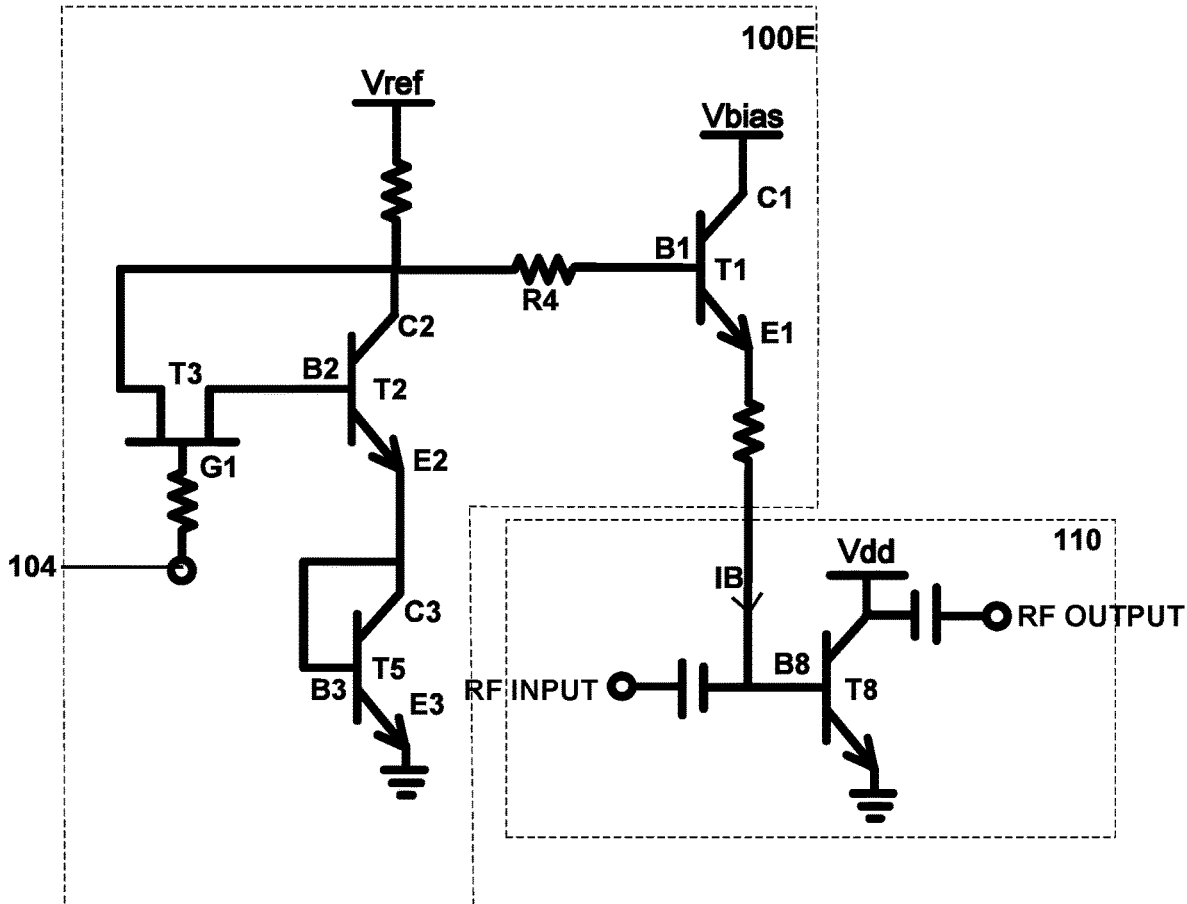 100E
Vref
Vbias
C1
B1
T1
R4
E1
C2
T3
B2
T2
G1
E2
104
110
Vdd
IB
C3
RF OUTPUT
B8
T5
T8
RF INPUT
B3
E3